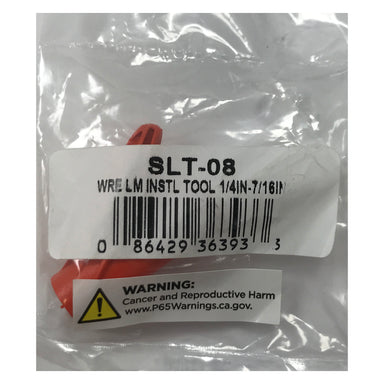 SLT-08
WRE LM INSTL TOOL 1/4IN-7/16IN
0 86429 36393 3
WARNING:
Cancer and Reproductive Harm
www.P65Warnings.ca.gov.